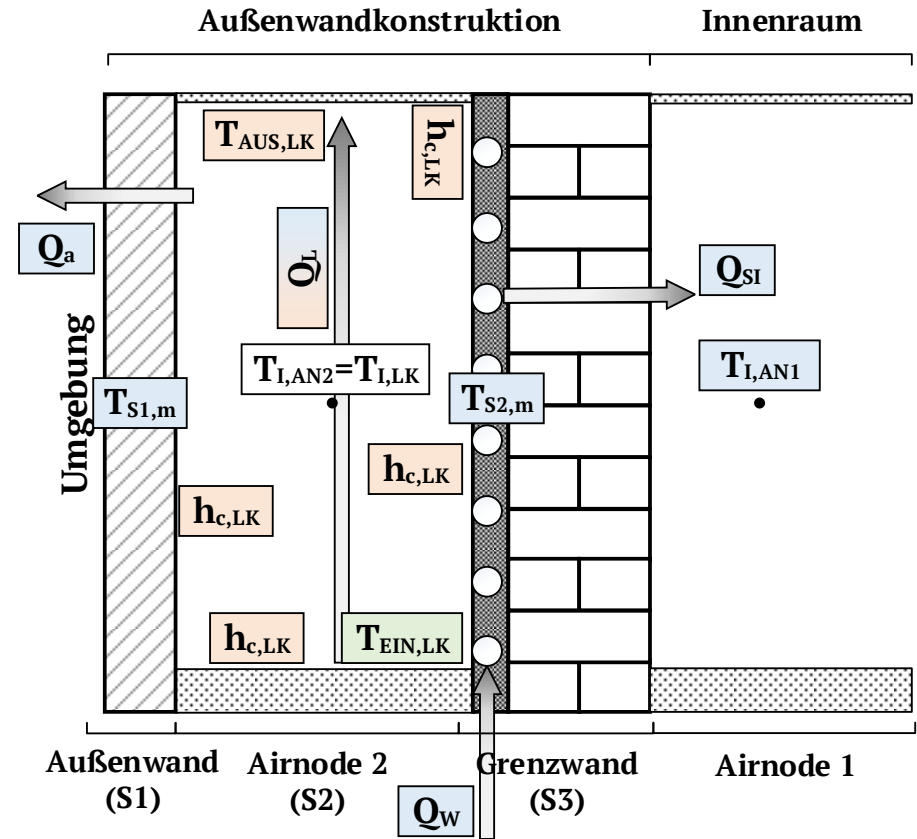 Außenwandkonstruktion
Innenraum
T_AUS,LK
h_c,LK
Q_a
Q_L
Q_SI
Umgebung
T_I,AN2=T_I,LK
T_I,AN1
T_S1,m
T_S2,m
h_c,LK
h_c,LK
h_c,LK
T_EIN,LK
Außenwand
(S1)
Airnode 2
(S2)
Grenzwand
(S3)
Airnode 1
Q_W